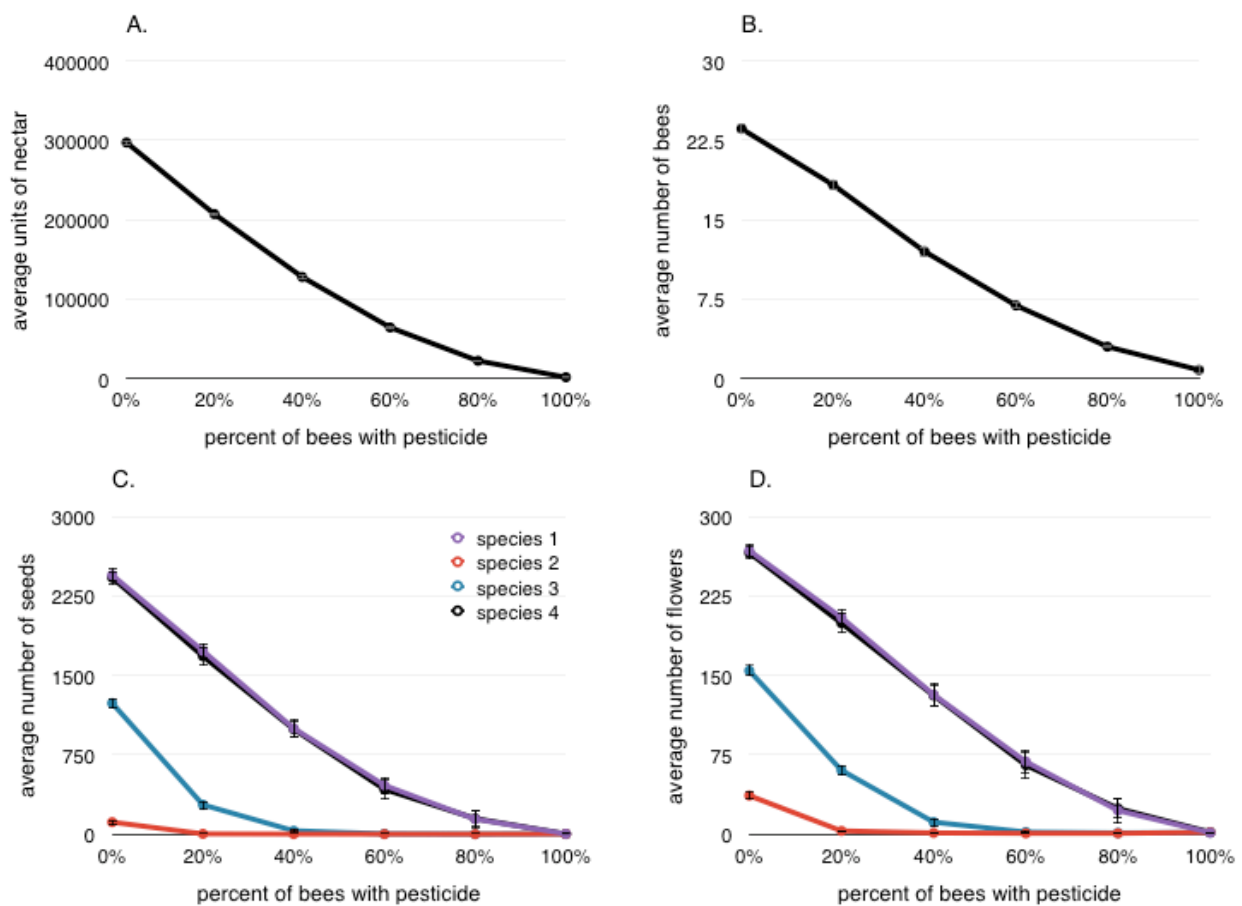 A.
400000
300000
200000
100000
0
average units of nectar
0% 20% 40% 60% 80% 100%
percent of bees with pesticide
B.
30
22.5
15
7.5
0
average number of bees
0% 20% 40% 60% 80% 100%
percent of bees with pesticide
C.
3000
2250
1500
750
0
average number of seeds
species 1
species 2
species 3
species 4
0% 20% 40% 60% 80% 100%
percent of bees with pesticide
D.
300
225
150
75
0
average number of flowers
0% 20% 40% 60% 80% 100%
percent of bees with pesticide